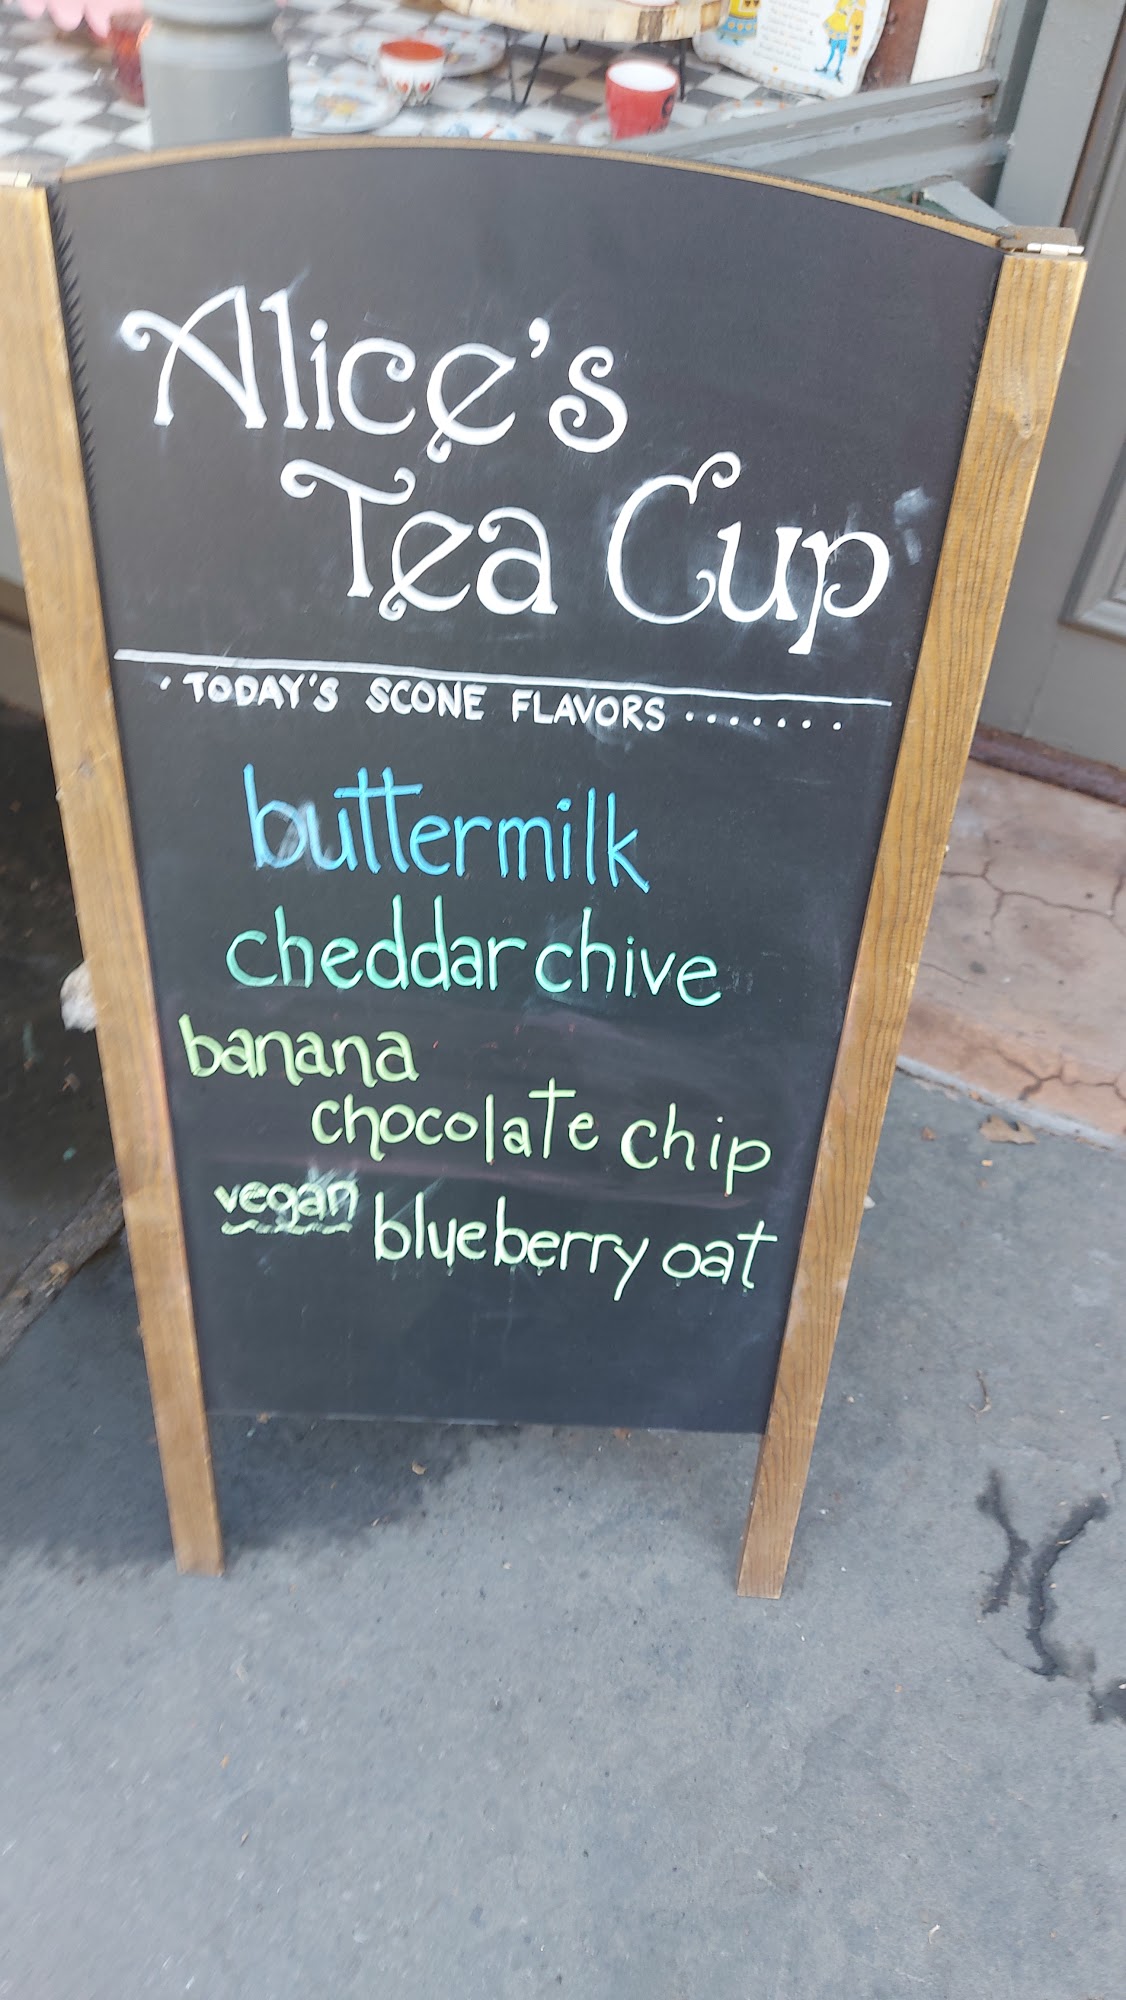 Alice's
Tea Cup
· TODAY'S SCONE FLAVORS ·······
buttermilk
cheddar chive
banana
chocolate chip
vegan blueberry oat